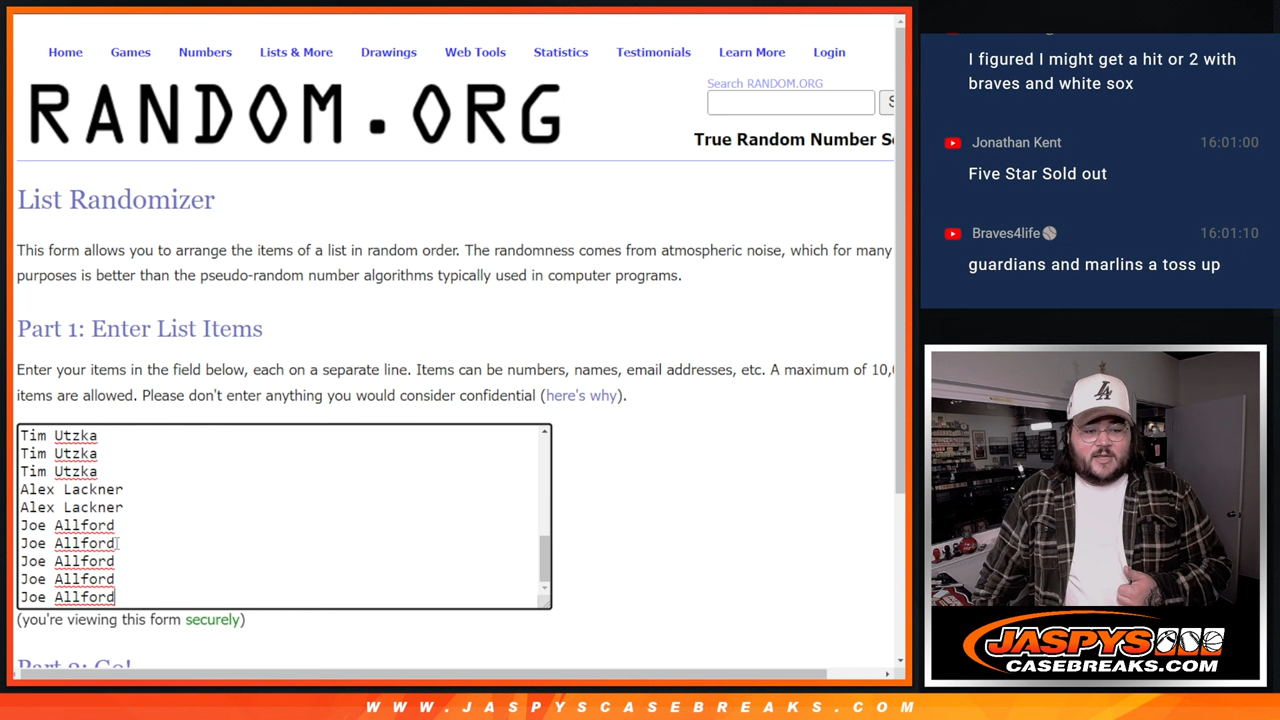 Home Games Numbers Lists & More Drawings Web Tools Statistics Testimonials Learn More Login
Search RANDOM.ORG
RANDOM.ORG
True Random Number Se
List Randomizer
This form allows you to arrange the items of a list in random order. The randomness comes from atmospheric noise, which for many
purposes is better than the pseudo-random number algorithms typically used in computer programs.
Part 1: Enter List Items
Enter your items in the field below, each on a separate line. Items can be numbers, names, email addresses, etc. A maximum of 10,
items are allowed. Please don't enter anything you would consider confidential (here's why).
Tim Utzka
Tim Utzka
Tim Utzka
Alex Lackner
Alex Lackner
Joe Allford
Joe Allford
Joe Allford
Joe Allford
Joe Allford
(you're viewing this form securely)
Part 2: Go!
I figured I might get a hit or 2 with
braves and white sox
Jonathan Kent 16:01:00
Five Star Sold out
Braves4life 16:01:10
guardians and marlins a toss up
JASPYS
CASEBREAKS.COM
WWW.JASPYSCASEBREAKS.COM